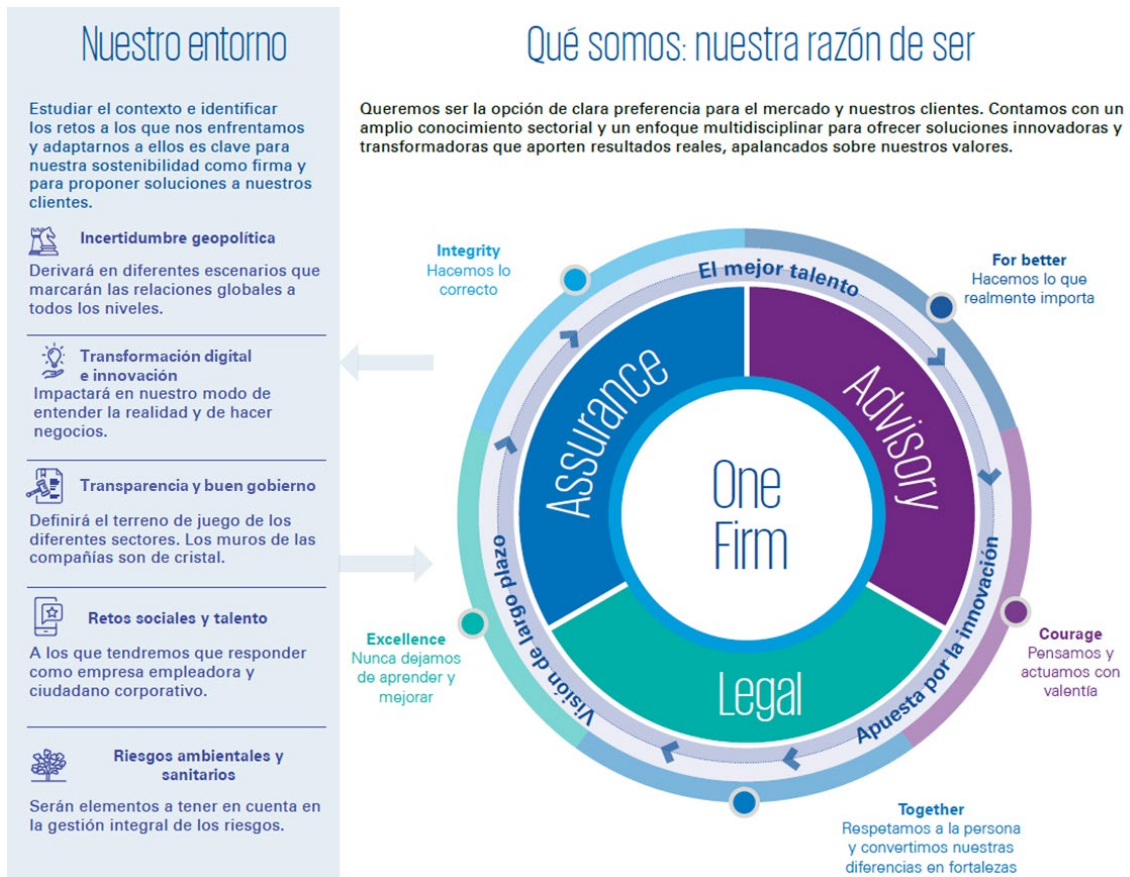 Nuestro entorno
Estudiar el contexto e identificar
los retos a los que nos enfrentamos
y adaptarnos a ellos es clave para
nuestra sostenibilidad como firma y
para proponer soluciones a nuestros
clientes.
Incertidumbre geopolítica
Derivará en diferentes escenarios que
marcarán las relaciones globales a
todos los niveles.
Transformación digital
e innovación
Impactará en nuestro modo de
entender la realidad y de hacer
negocios.
Transparencia y buen gobierno
Definirá el terreno de juego de los
diferentes sectores. Los muros de las
compañías son de cristal.
Retos sociales y talento
A los que tendremos que responder
como empresa empleadora y
ciudadano corporativo.
Riesgos ambientales y
sanitarios
Serán elementos a tener en cuenta en
la gestión integral de los riesgos.
Qué somos: nuestra razón de ser
Queremos ser la opción de clara preferencia para el mercado y nuestros clientes. Contamos con un
amplio conocimiento sectorial y un enfoque multidisciplinar para ofrecer soluciones innovadoras y
transformadoras que aporten resultados reales, apalancados sobre nuestros valores.
Integrity
Hacemos lo
correcto
For better
Hacemos lo que
realmente importa
El mejor talento
Assurance
Advisory
One
Firm
Legal
Visión de largo plazo
Apuesta por la innovación
Excellence
Nunca dejamos
de aprender y
mejorar
Courage
Pensamos y
actuamos con
valentía
Together
Respetamos a la persona
y convertimos nuestras
diferencias en fortalezas